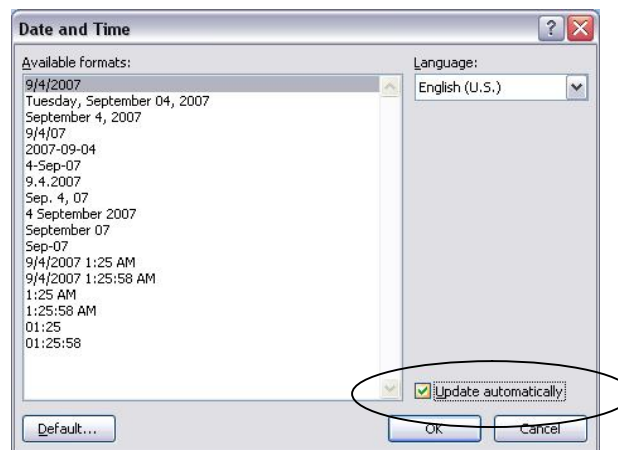 Date and Time
Available formats:
Language:
9/4/2007
English (U.S.)
Tuesday, September 04, 2007
September 4, 2007
9/4/07
2007-09-04
4-Sep-07
9.4.2007
Sep. 4, 07
4 September 2007
September 07
Sep-07
9/4/2007 1:25 AM
9/4/2007 1:25:58 AM
1:25 AM
1:25:58 AM
01:25
01:25:58
Update automatically
Default...
OK
Cancel